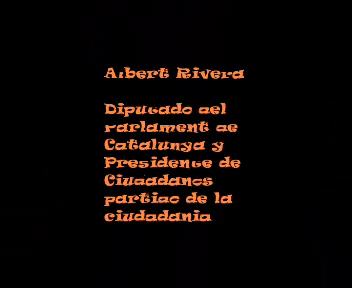 Albert Rivera
Diputado del
Parlament de
Catalunya y
Presidente de
Ciudadanos
partido de la
ciudadania